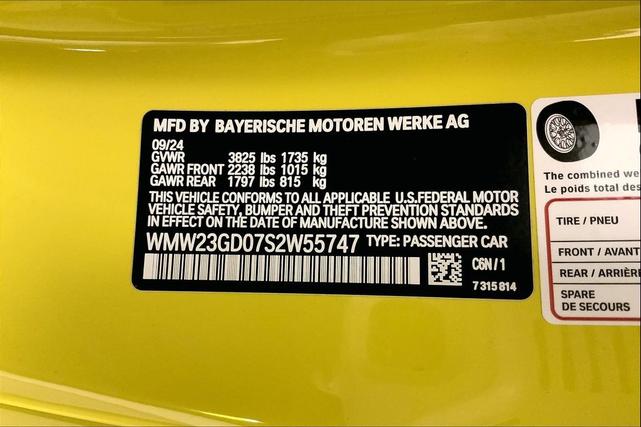 MFD BY BAYERISCHE MOTOREN WERKE AG
09/24
GVWR 3825 lbs 1735 kg
GAWR FRONT 2238 lbs 1015 kg
GAWR REAR 1797 lbs 815 kg
THIS VEHICLE CONFORMS TO ALL APPLICABLE U.S.FEDERAL MOTOR
VEHICLE SAFETY, BUMPER AND THEFT PREVENTION STANDARDS
IN EFFECT ON THE DATE OF MANUFACTURE SHOWN ABOVE.
WMW23GD07S2W55747 TYPE: PASSENGER CAR
C6N/1
7 315 814
The combined we
Le poids total des
TIRE / PNEU
FRONT / AVANT
REAR / ARRIÈR
SPARE
DE SECOURS